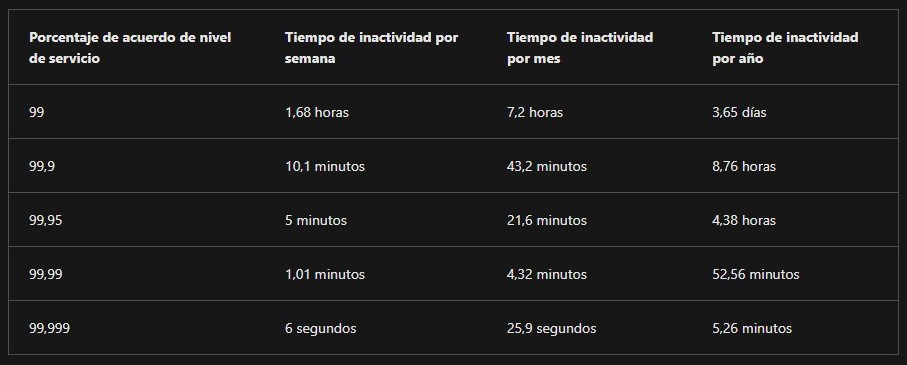 Porcentaje de acuerdo de nivel de servicio
Tiempo de inactividad por semana
Tiempo de inactividad por mes
Tiempo de inactividad por año
99
1,68 horas
7,2 horas
3,65 días
99,9
10,1 minutos
43,2 minutos
8,76 horas
99,95
5 minutos
21,6 minutos
4,38 horas
99,99
1,01 minutos
4,32 minutos
52,56 minutos
99,999
6 segundos
25,9 segundos
5,26 minutos